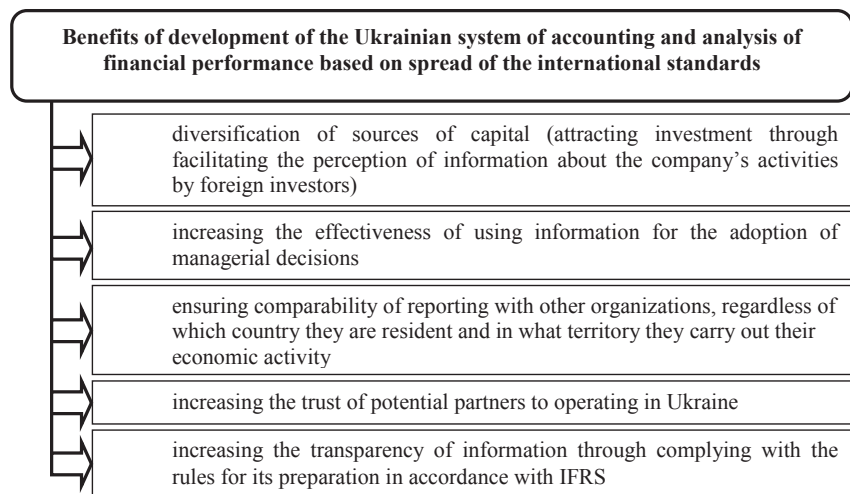 Benefits of development of the Ukrainian system of accounting and analysis of
financial performance based on spread of the international standards
diversification of sources of capital (attracting investment through
facilitating the perception of information about the company's activities
by foreign investors)
increasing the effectiveness of using information for the adoption of
managerial decisions
ensuring comparability of reporting with other organizations, regardless of
which country they are resident and in what territory they carry out their
economic activity
increasing the trust of potential partners to operating in Ukraine
increasing the transparency of information through complying with the
rules for its preparation in accordance with IFRS